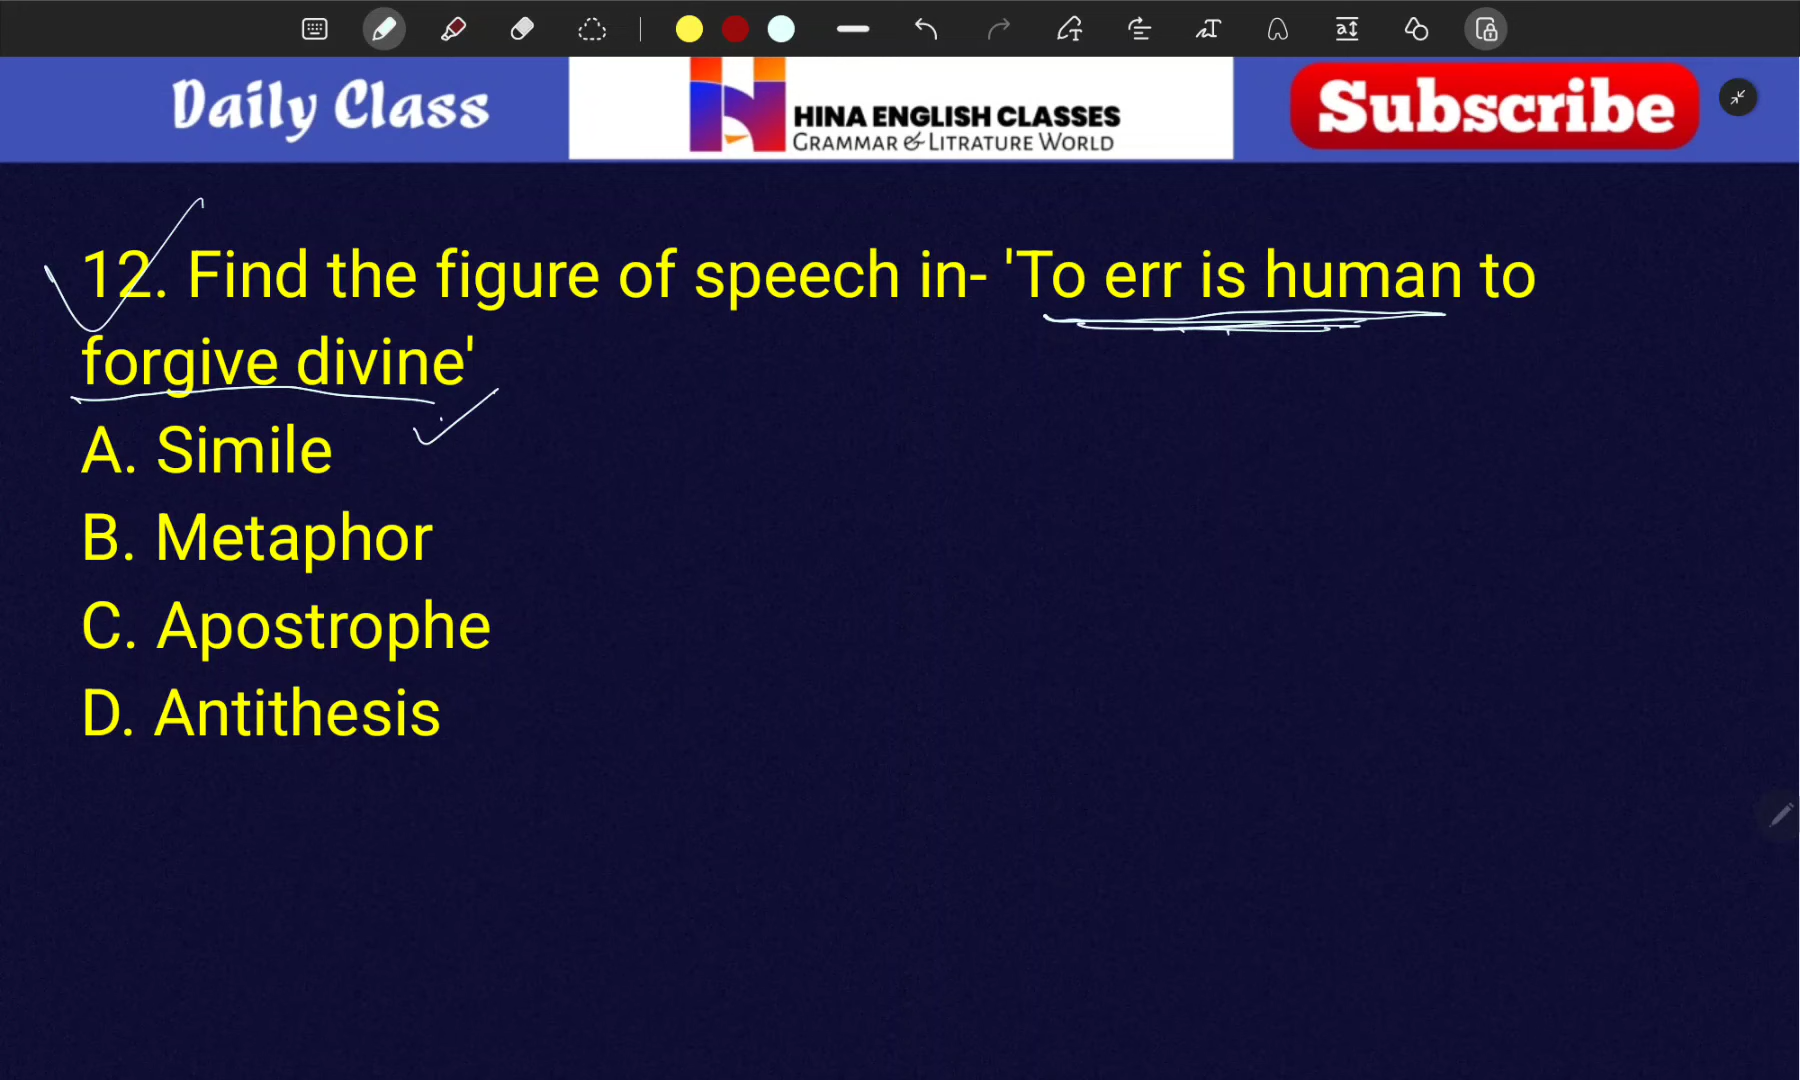 Daily Class
HINA ENGLISH CLASSES
GRAMMAR & LITRATURE WORLD
Subscribe
12. Find the figure of speech in- 'To err is human to
forgive divine'
A. Simile
B. Metaphor
C. Apostrophe
D. Antithesis